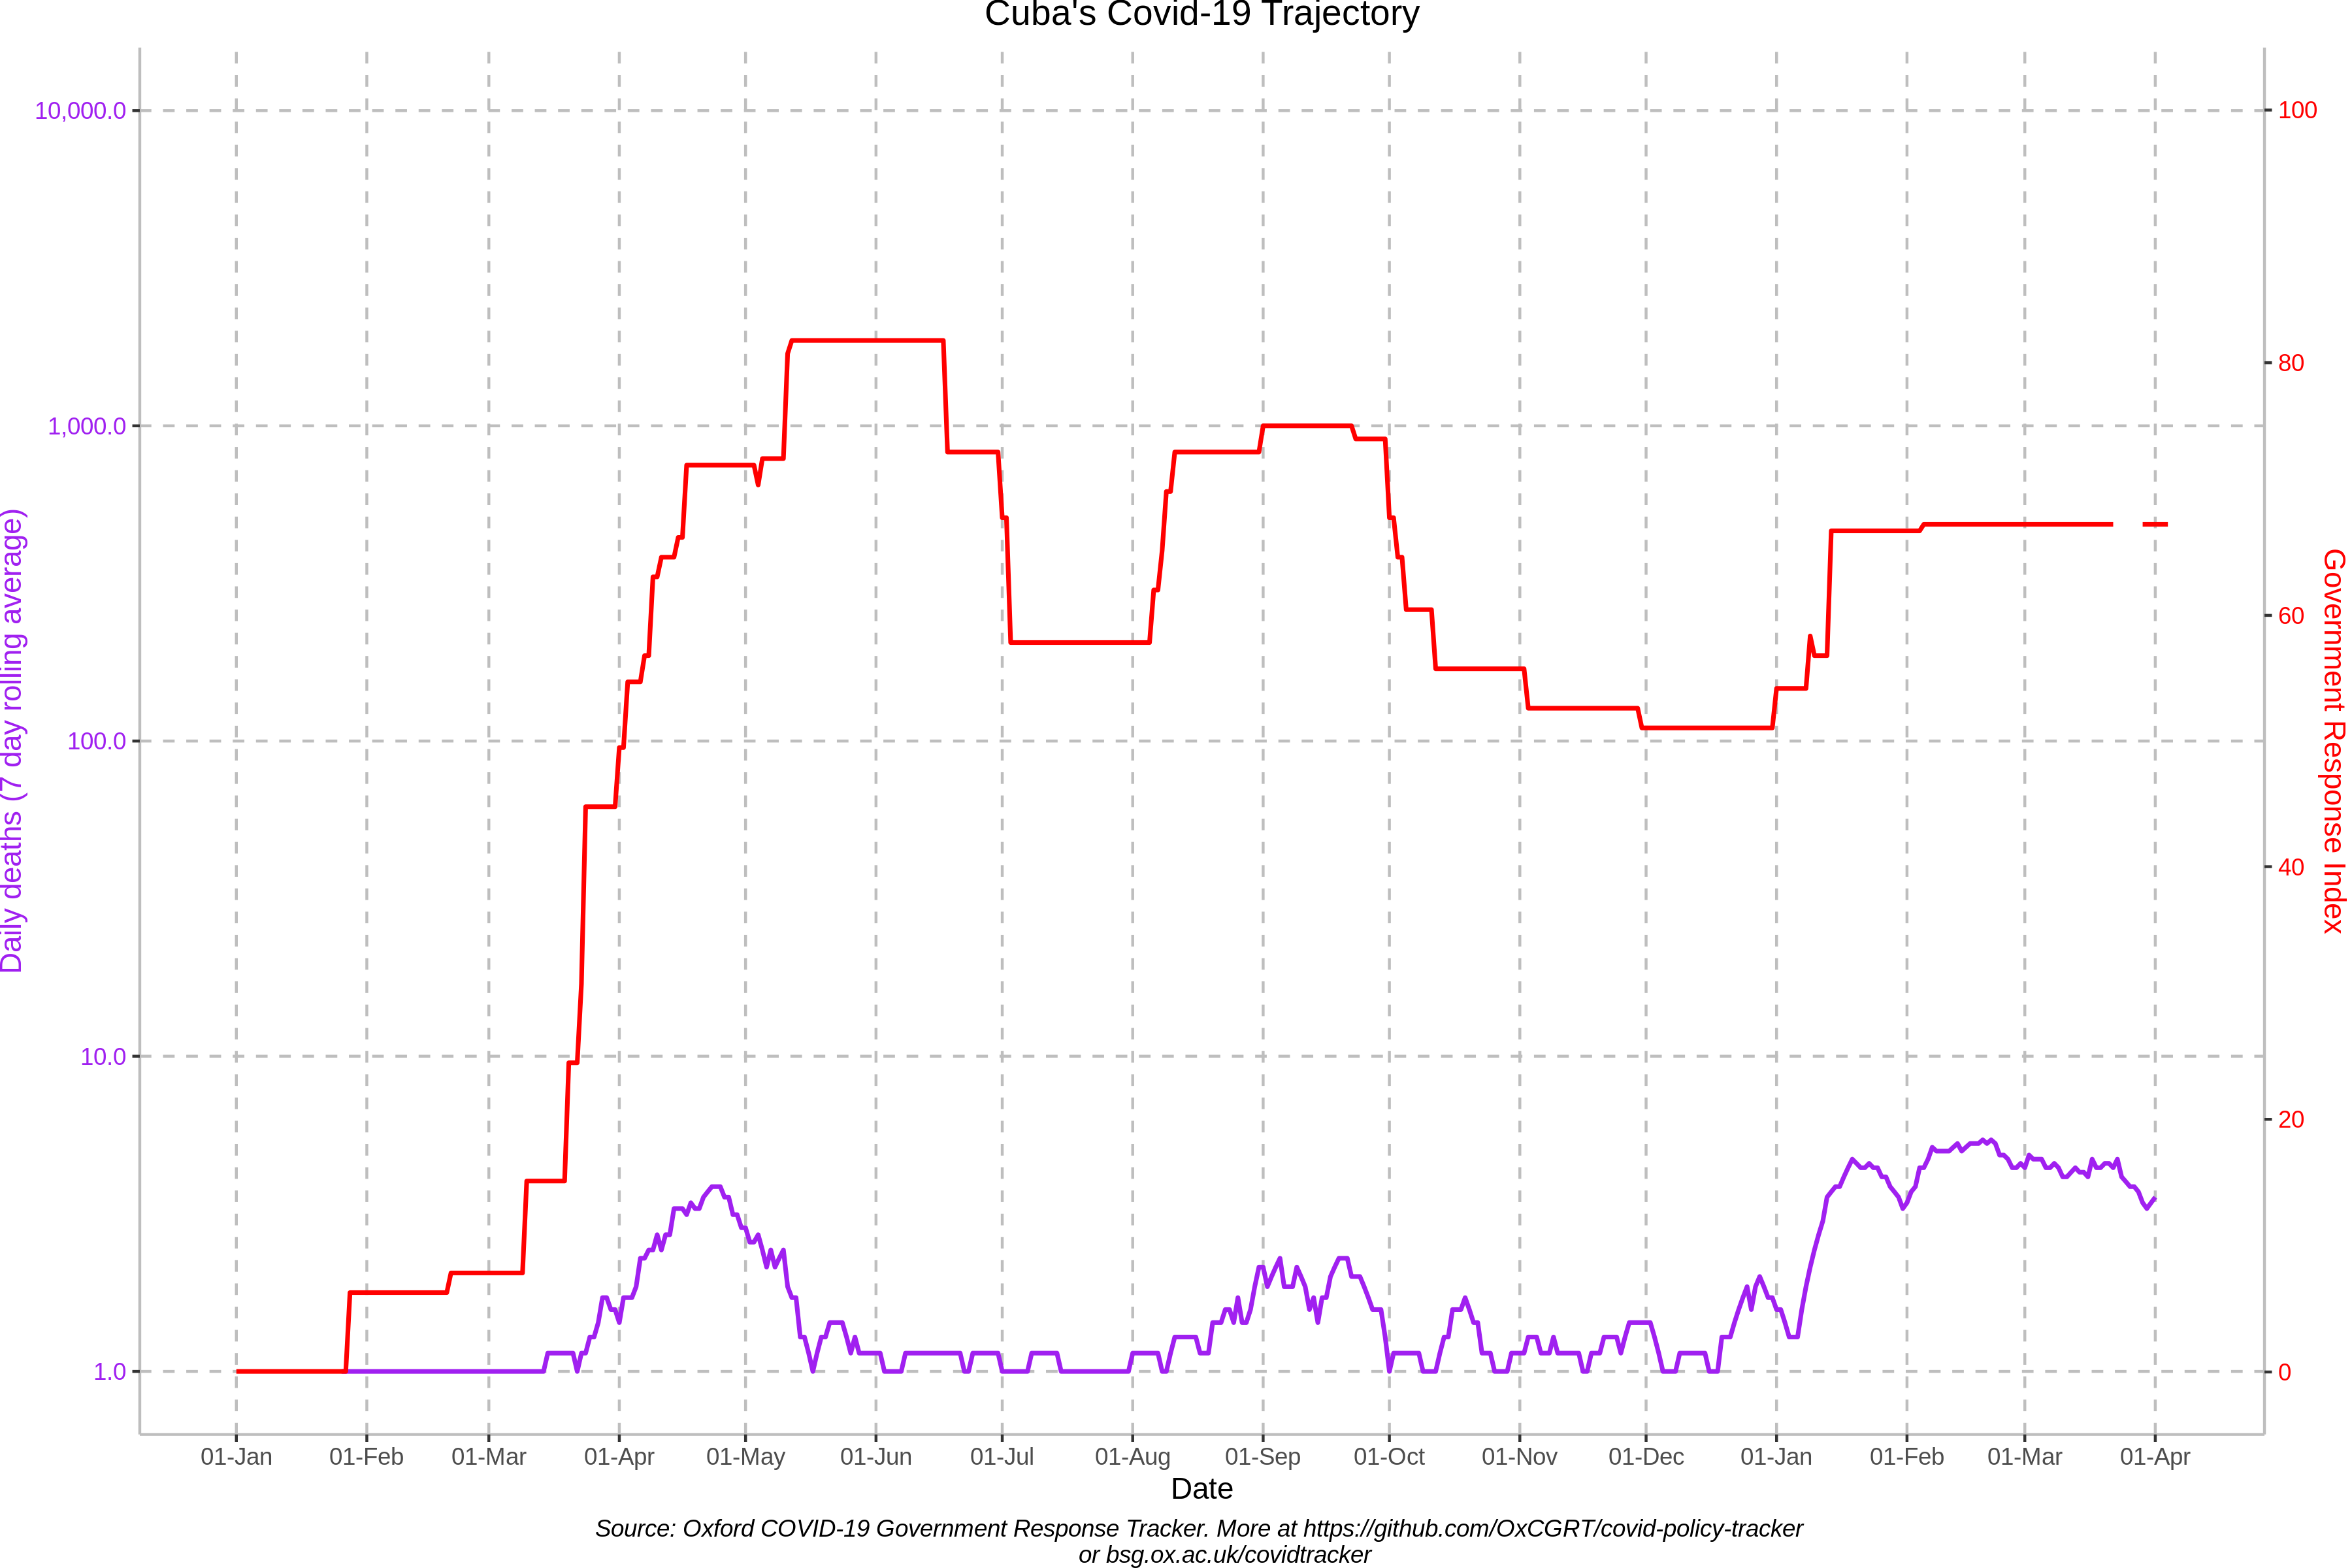 Cuba's Covid-19 Trajectory
10,000.0
1,000.0
100.0
10.0
1.0
Daily deaths (7 day rolling average)
100
80
60
40
20
0
Government Response Index
01-Jan 01-Feb 01-Mar 01-Apr 01-May 01-Jun 01-Jul 01-Aug 01-Sep 01-Oct 01-Nov 01-Dec 01-Jan 01-Feb 01-Mar 01-Apr
Date
Source: Oxford COVID-19 Government Response Tracker. More at https://github.com/OxCGRT/covid-policy-tracker
or bsg.ox.ac.uk/covidtracker